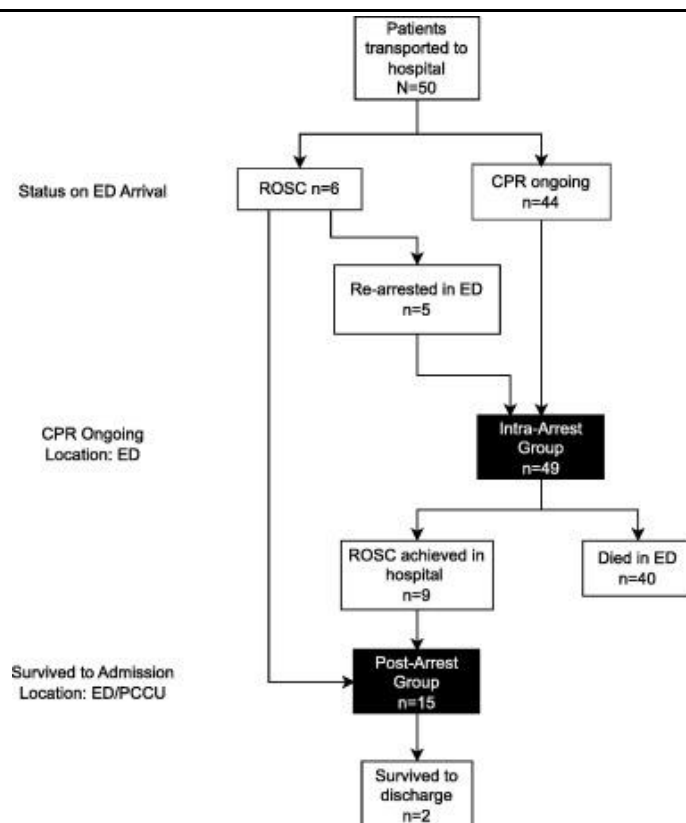 Patients
transported to
hospital
N=50
Status on ED Arrival
ROSC n=6
CPR ongoing
n=44
Re-arrested in ED
n=5
CPR Ongoing
Location: ED
Intra-Arrest
Group
n=49
ROSC achieved in
hospital
n=9
Died in ED
n=40
Survived to Admission
Location: ED/PCCU
Post-Arrest
Group
n=15
Survived to
discharge
n=2